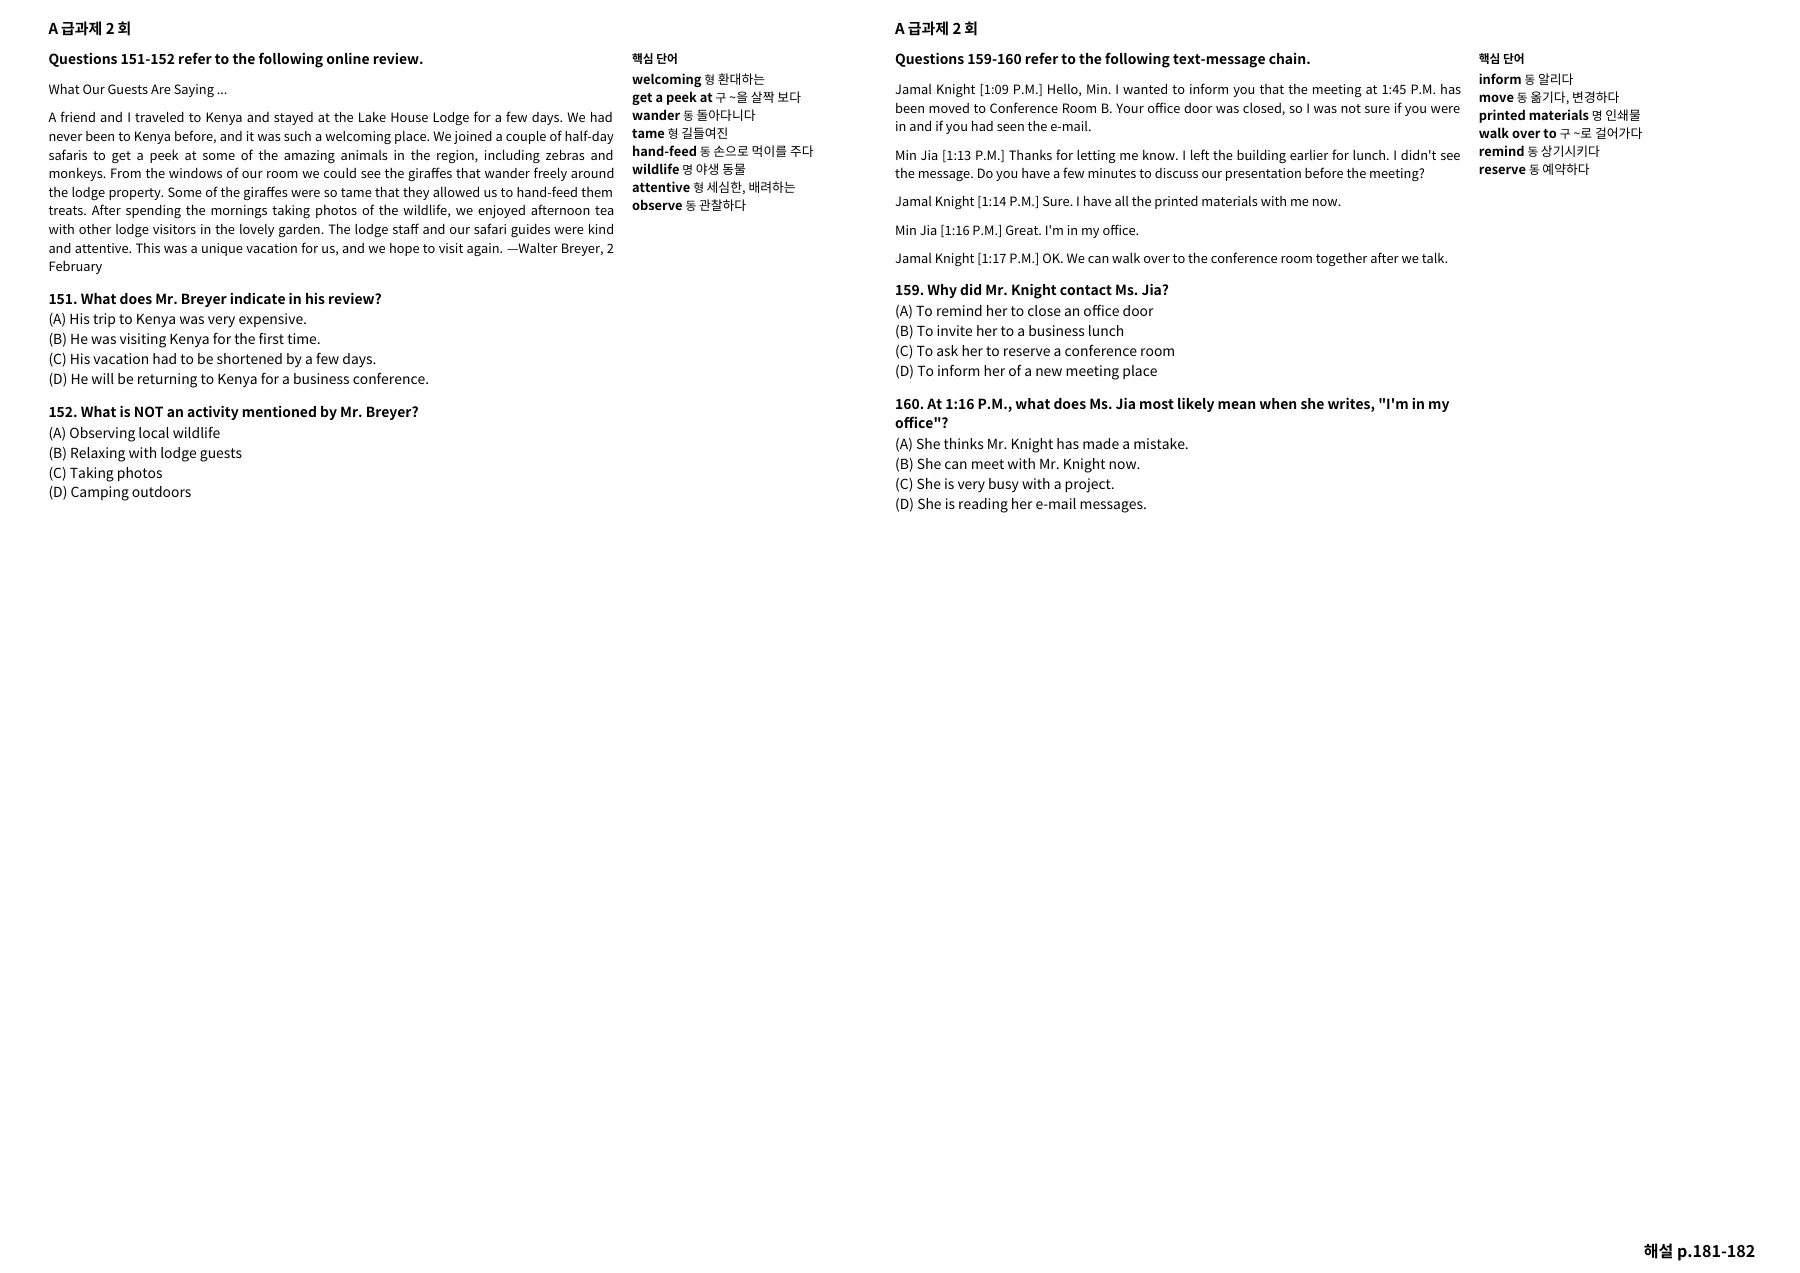 A 급과제 2 회
Questions 151-152 refer to the following online review.
What Our Guests Are Saying ...
A friend and I traveled to Kenya and stayed at the Lake House Lodge for a few days. We had
never been to Kenya before, and it was such a welcoming place. We joined a couple of half-day
safaris to get a peek at some of the amazing animals in the region, including zebras and
monkeys. From the windows of our room we could see the giraffes that wander freely around
the lodge property. Some of the giraffes were so tame that they allowed us to hand-feed them
treats. After spending the mornings taking photos of the wildlife, we enjoyed afternoon tea
with other lodge visitors in the lovely garden. The lodge staff and our safari guides were kind
and attentive. This was a unique vacation for us, and we hope to visit again. —Walter Breyer, 2
February
151. What does Mr. Breyer indicate in his review?
(A) His trip to Kenya was very expensive.
(B) He was visiting Kenya for the first time.
(C) His vacation had to be shortened by a few days.
(D) He will be returning to Kenya for a business conference.
152. What is NOT an activity mentioned by Mr. Breyer?
(A) Observing local wildlife
(B) Relaxing with lodge guests
(C) Taking photos
(D) Camping outdoors
핵심 단어
welcoming 형 환대하는
get a peek at 구 ~을 살짝 보다
wander 동 돌아다니다
tame 형 길들여진
hand-feed 동 손으로 먹이를 주다
wildlife 명 야생 동물
attentive 형 세심한, 배려하는
observe 동 관찰하다
A 급과제 2 회
Questions 159-160 refer to the following text-message chain.
Jamal Knight [1:09 P.M.] Hello, Min. I wanted to inform you that the meeting at 1:45 P.M. has
been moved to Conference Room B. Your office door was closed, so I was not sure if you were
in and if you had seen the e-mail.
Min Jia [1:13 P.M.] Thanks for letting me know. I left the building earlier for lunch. I didn't see
the message. Do you have a few minutes to discuss our presentation before the meeting?
Jamal Knight [1:14 P.M.] Sure. I have all the printed materials with me now.
Min Jia [1:16 P.M.] Great. I'm in my office.
Jamal Knight [1:17 P.M.] OK. We can walk over to the conference room together after we talk.
159. Why did Mr. Knight contact Ms. Jia?
(A) To remind her to close an office door
(B) To invite her to a business lunch
(C) To ask her to reserve a conference room
(D) To inform her of a new meeting place
160. At 1:16 P.M., what does Ms. Jia most likely mean when she writes, "I'm in my
office"?
(A) She thinks Mr. Knight has made a mistake.
(B) She can meet with Mr. Knight now.
(C) She is very busy with a project.
(D) She is reading her e-mail messages.
핵심 단어
inform 동 알리다
move 동 옮기다, 변경하다
printed materials 명 인쇄물
walk over to 구 ~로 걸어가다
remind 동 상기시키다
reserve 동 예약하다
해설 p.181-182